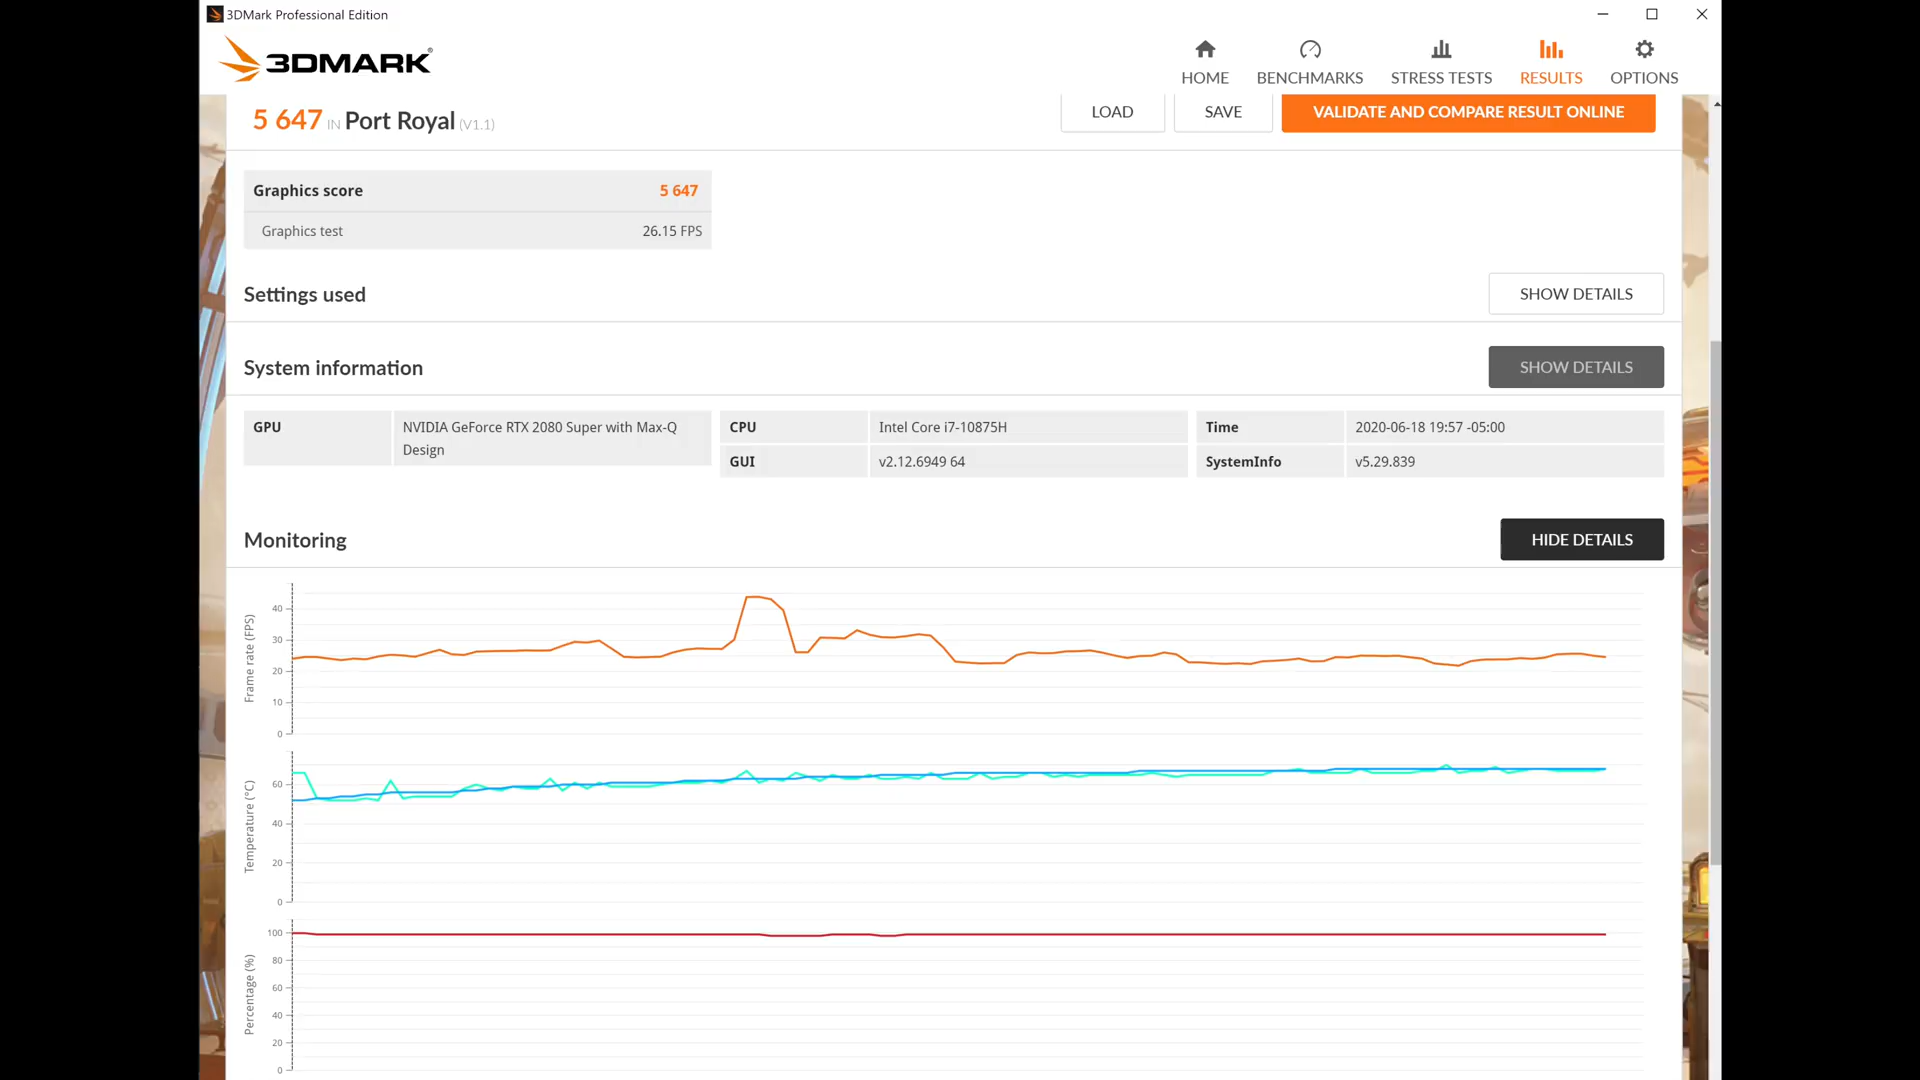 3DMark Professional Edition
3DMARK®
HOME
BENCHMARKS
STRESS TESTS
RESULTS
OPTIONS
5 647 IN Port Royal (V1.1)
LOAD
SAVE
VALIDATE AND COMPARE RESULT ONLINE
Graphics score 5 647
Graphics test 26.15 FPS
Settings used
SHOW DETAILS
System information
SHOW DETAILS
GPU
NVIDIA GeForce RTX 2080 Super with Max-Q
Design
CPU
Intel Core i7-10875H
GUI
v2.12.6949 64
Time
2020-06-18 19:57 -05:00
SystemInfo
v5.29.839
Monitoring
HIDE DETAILS
Frame rate (FPS)
40
30
20
10
0
Temperature (°C)
60
40
20
0
Percentage (%)
100
80
60
40
20
0